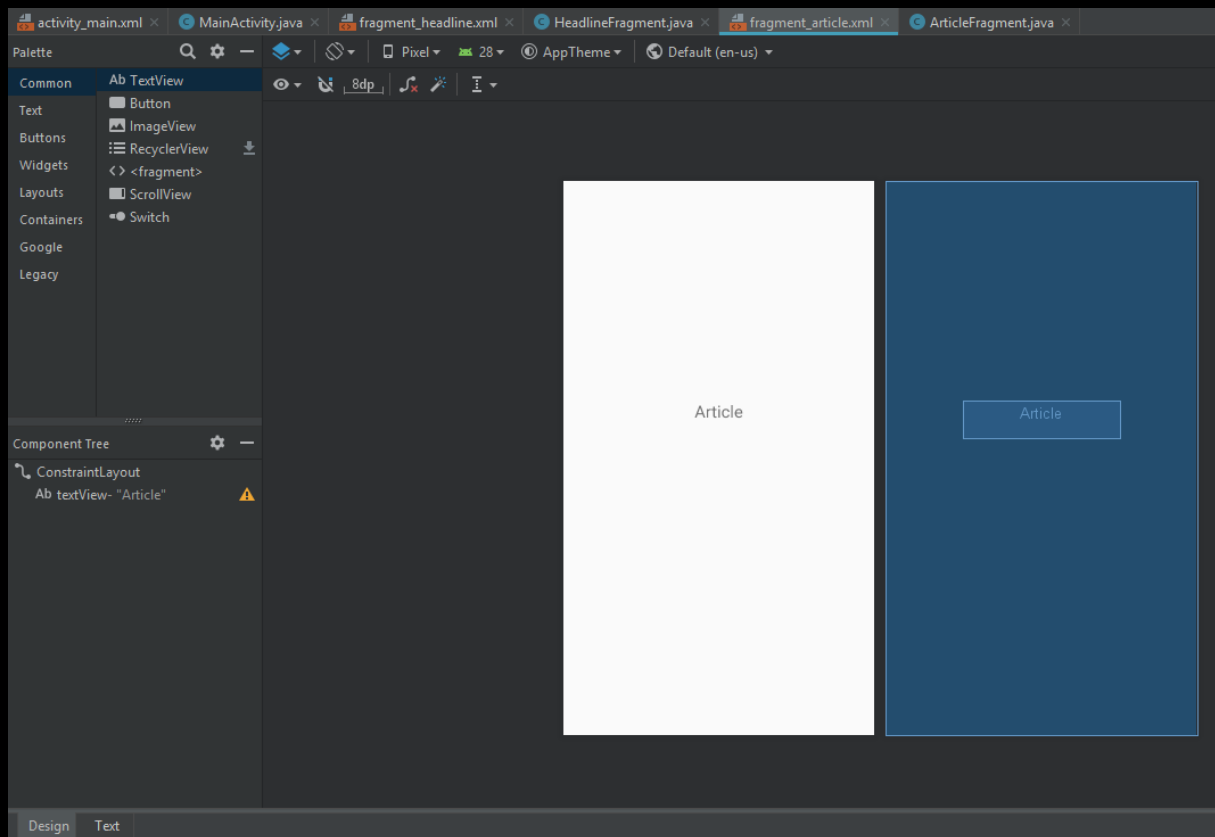 activity_main.xml MainActivity.java fragment_headline.xml HeadlineFragment.java fragment_article.xml ArticleFragment.java
Palette
Pixel 28 AppTheme Default (en-us)
Common
Text
Buttons
Widgets
Layouts
Containers
Google
Legacy
Ab TextView
Button
ImageView
RecyclerView
<fragment>
ScrollView
Switch
8dp
Article
Article
Component Tree
ConstraintLayout
Ab textView- "Article"
Design Text